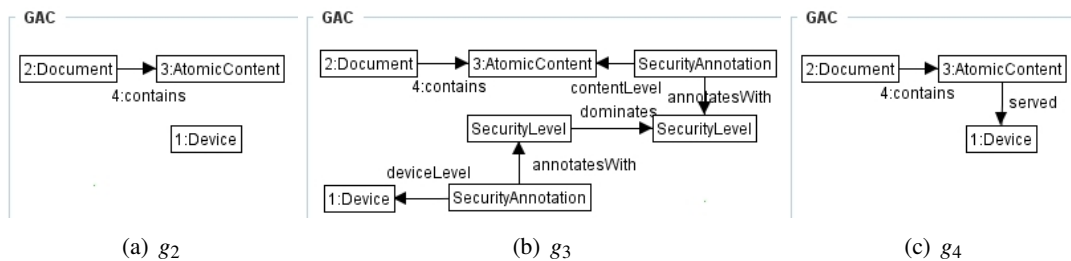 GAC
2:Document
3:AtomicContent
4:contains
1:Device
(a) g2
GAC
2:Document
3:AtomicContent
SecurityAnnotation
4:contains
contentLevel
annotatesWith
dominates
SecurityLevel
SecurityLevel
deviceLevel
annotatesWith
1:Device
SecurityAnnotation
(b) g3
GAC
2:Document
3:AtomicContent
4:contains
served
1:Device
(c) g4